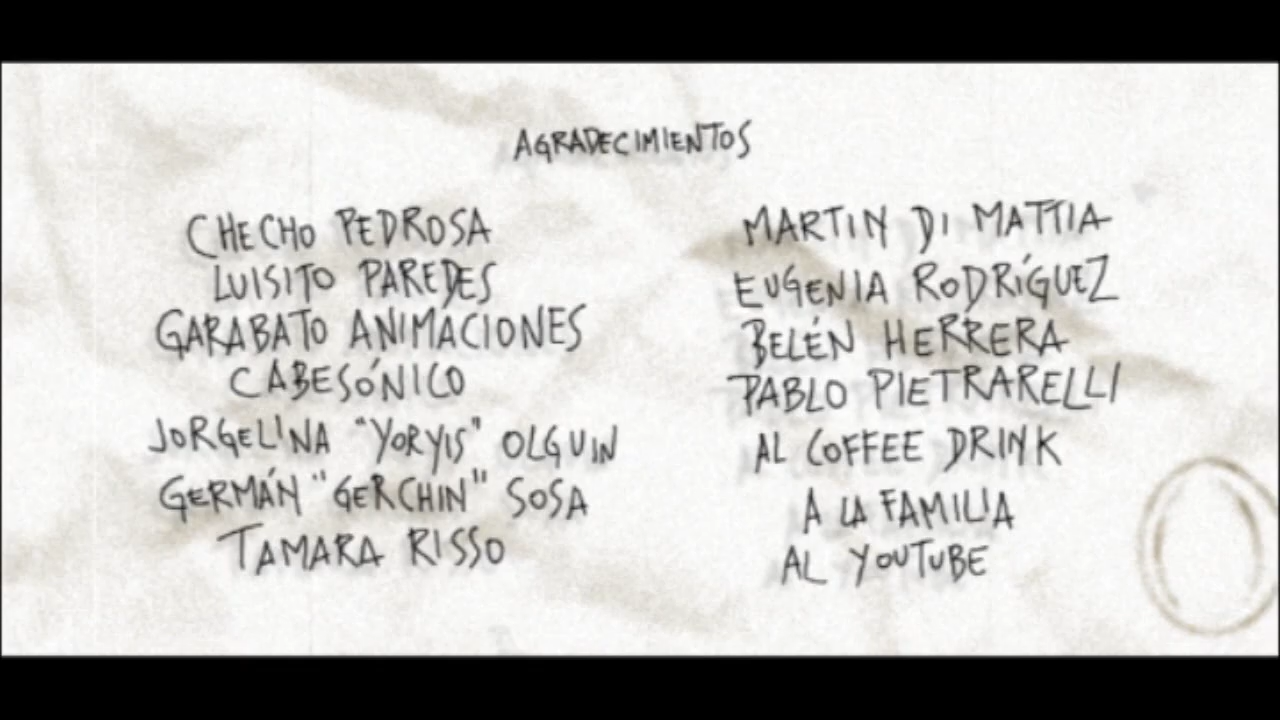 AGRADECIMIENTOS
CHECHO PEDROSA
LUISITO PAREDES
GARABATO ANIMACIONES
CABESÓNICO
JORGELINA "YORYIS" OLGUIN
GERMÁN "GERCHIN" SOSA
TAMARA RISSO
MARTIN DI MATTIA
EUGENIA RODRÍGUEZ
BELÉN HERRERA
PABLO PIETRARELLI
AL COFFEE DRINK
A LA FAMILIA
AL YOUTUBE